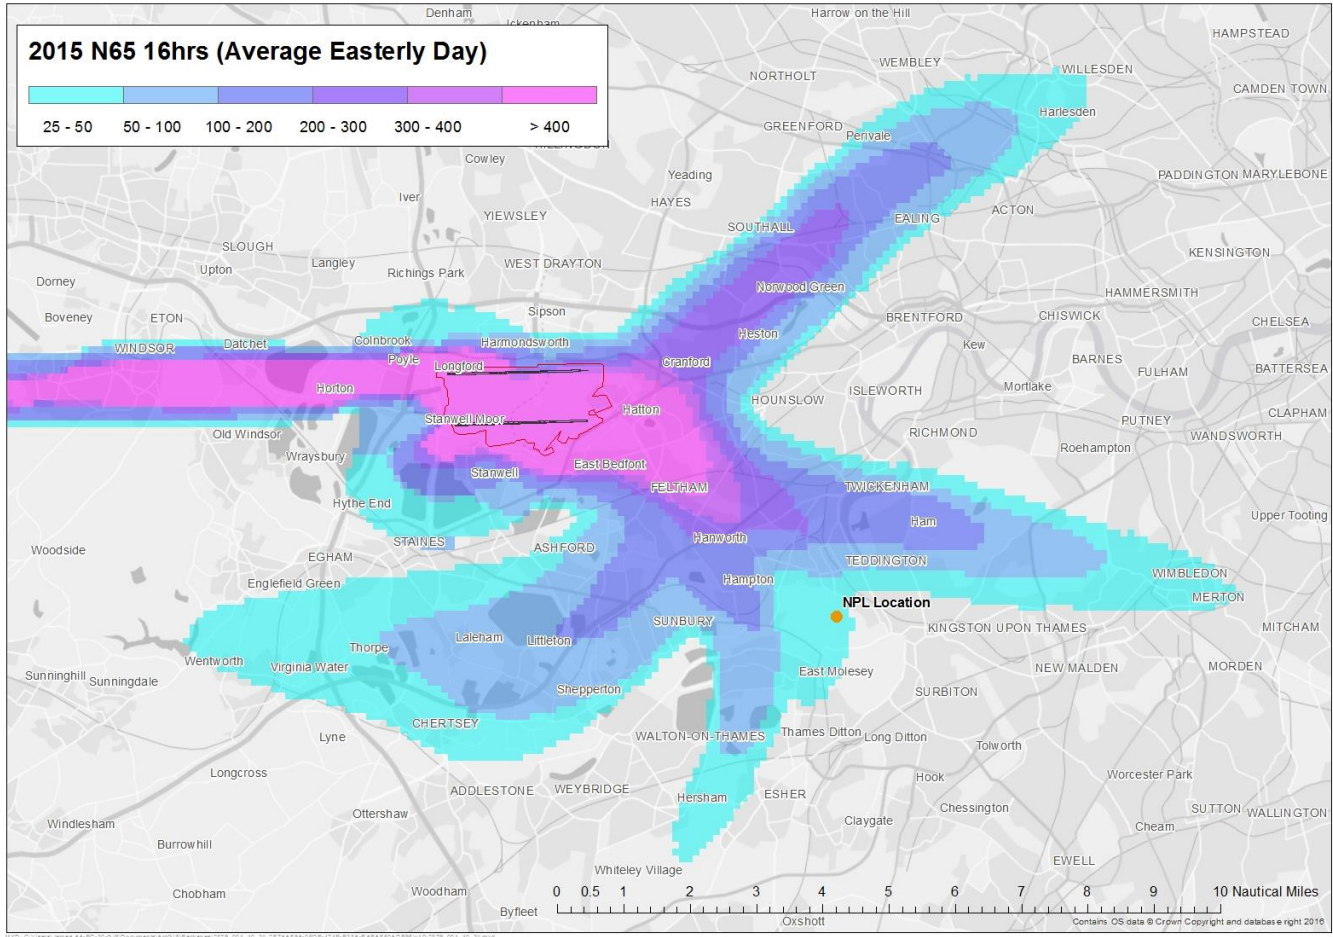 Denham
Harrow on the Hill
Ickenham
HAMPSTEAD
2015 N65 16hrs (Average Easterly Day)
WEMBLEY
WILLESDEN
NORTHOLT
CAMDEN TOWN
Harlesden
25 - 50 50 - 100 100 - 200 200 - 300 300 - 400 > 400
GREENFORD
Perivale
Cowley
Yeading
PADDINGTON MARYLEBONE
Iver
HAYES
YIEWSLEY
ACTON
EALING
SOUTHALL
SLOUGH
KENSINGTON
Langley
WEST DRAYTON
Upton
Richings Park
Dorney
Norwood Green
HAMMERSMITH
Sipson
Boveney
ETON
BRENTFORD
CHISWICK
CHELSEA
Heston
Colnbrook
Harmondsworth
Datchet
WINDSOR
Kew
Poyle
Cranford
BARNES
Longford
BATTERSEA
FULHAM
Horton
Mortlake
ISLEWORTH
HOUNSLOW
Hatton
CLAPHAM
Stanwell Moor
PUTNEY
Old Windsor
RICHMOND
WANDSWORTH
Roehampton
Wraysbury
East Bedfont
Stanwell
FELTHAM
TWICKENHAM
Hythe End
Upper Tooting
Ham
Hanworth
STAINES
ASHFORD
Woodside
EGHAM
TEDDINGTON
WIMBLEDON
Hampton
Englefield Green
MERTON
NPL Location
SUNBURY
KINGSTON UPON THAMES
MITCHAM
Laleham
Littleton
Thorpe
Wentworth
Virginia Water
NEW MALDEN
MORDEN
East Molesey
Sunninghill
Sunningdale
Shepperton
SURBITON
CHERTSEY
Thames Ditton
WALTON-ON-THAMES
Long Ditton
Lyne
Tolworth
Longcross
Worcester Park
Hook
WEYBRIDGE
ADDLESTONE
ESHER
Hersham
Chessington
SUTTON
WALLINGTON
Ottershaw
Claygate
Windlesham
Cheam
Burrowhill
EWELL
Whiteley Village
Chobham
Woodham
0 0.5 1 2 3 4 5 6 7 8 9 10 Nautical Miles
Byfleet
Oxshott
Contains OS data © Crown Copyright and database right 2016